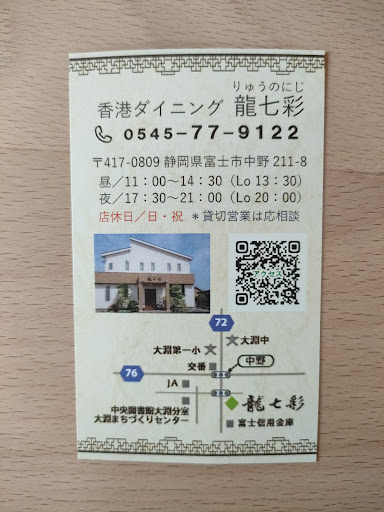 りゅうのにじ
香港ダイニング 龍七彩
0545-77-9122
〒417-0809 静岡県富士市中野 211-8
昼／11：00～14：30（Lo 13：30）
夜／17：30～21：00（Lo 20：00）
店休日／日・祝 ＊貸切営業は応相談
アクセス
72
大淵中
大淵第一小
交番
中野
76
JA
龍七彩
中央図書館大淵分室
大淵まちづくりセンター
富士信用金庫